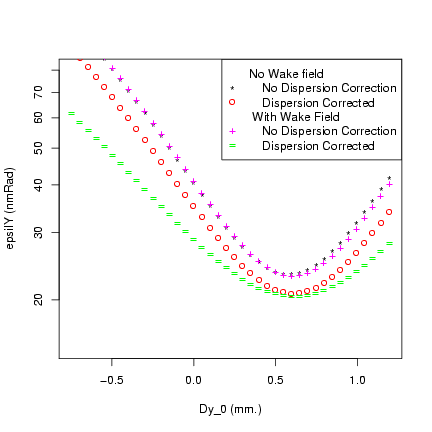 No Wake field
* No Dispersion Correction
o Dispersion Corrected
With Wake Field
+ No Dispersion Correction
= Dispersion Corrected
70
60
50
40
30
20
epsilY (nmRad)
−0.5 0.0 0.5 1.0
Dy_0 (mm.)